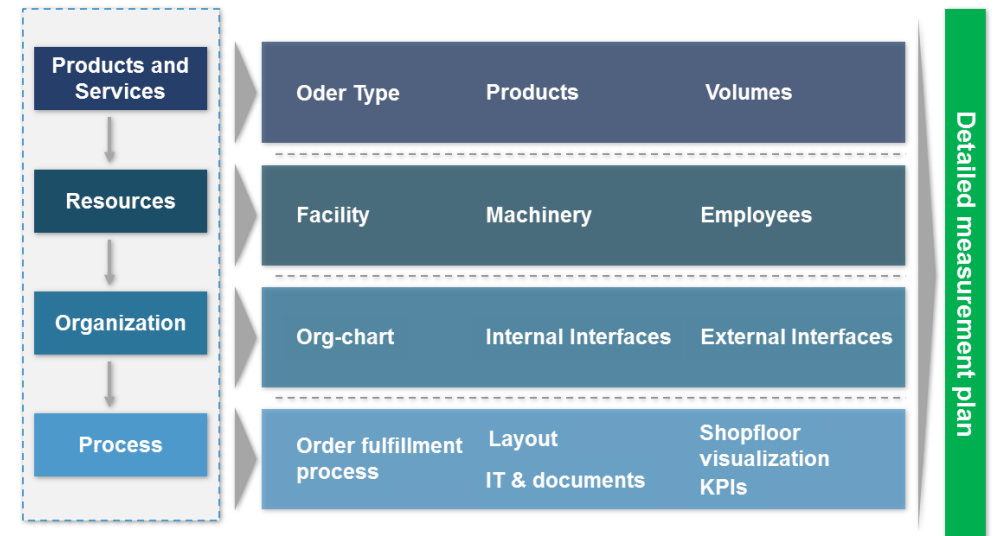 Products and
Services
Oder Type
Products
Volumes
Resources
Facility
Machinery
Employees
Organization
Org-chart
Internal Interfaces
External Interfaces
Process
Order fulfillment
process
Layout
IT & documents
Shopfloor
visualization
KPIs
Detailed measurement plan